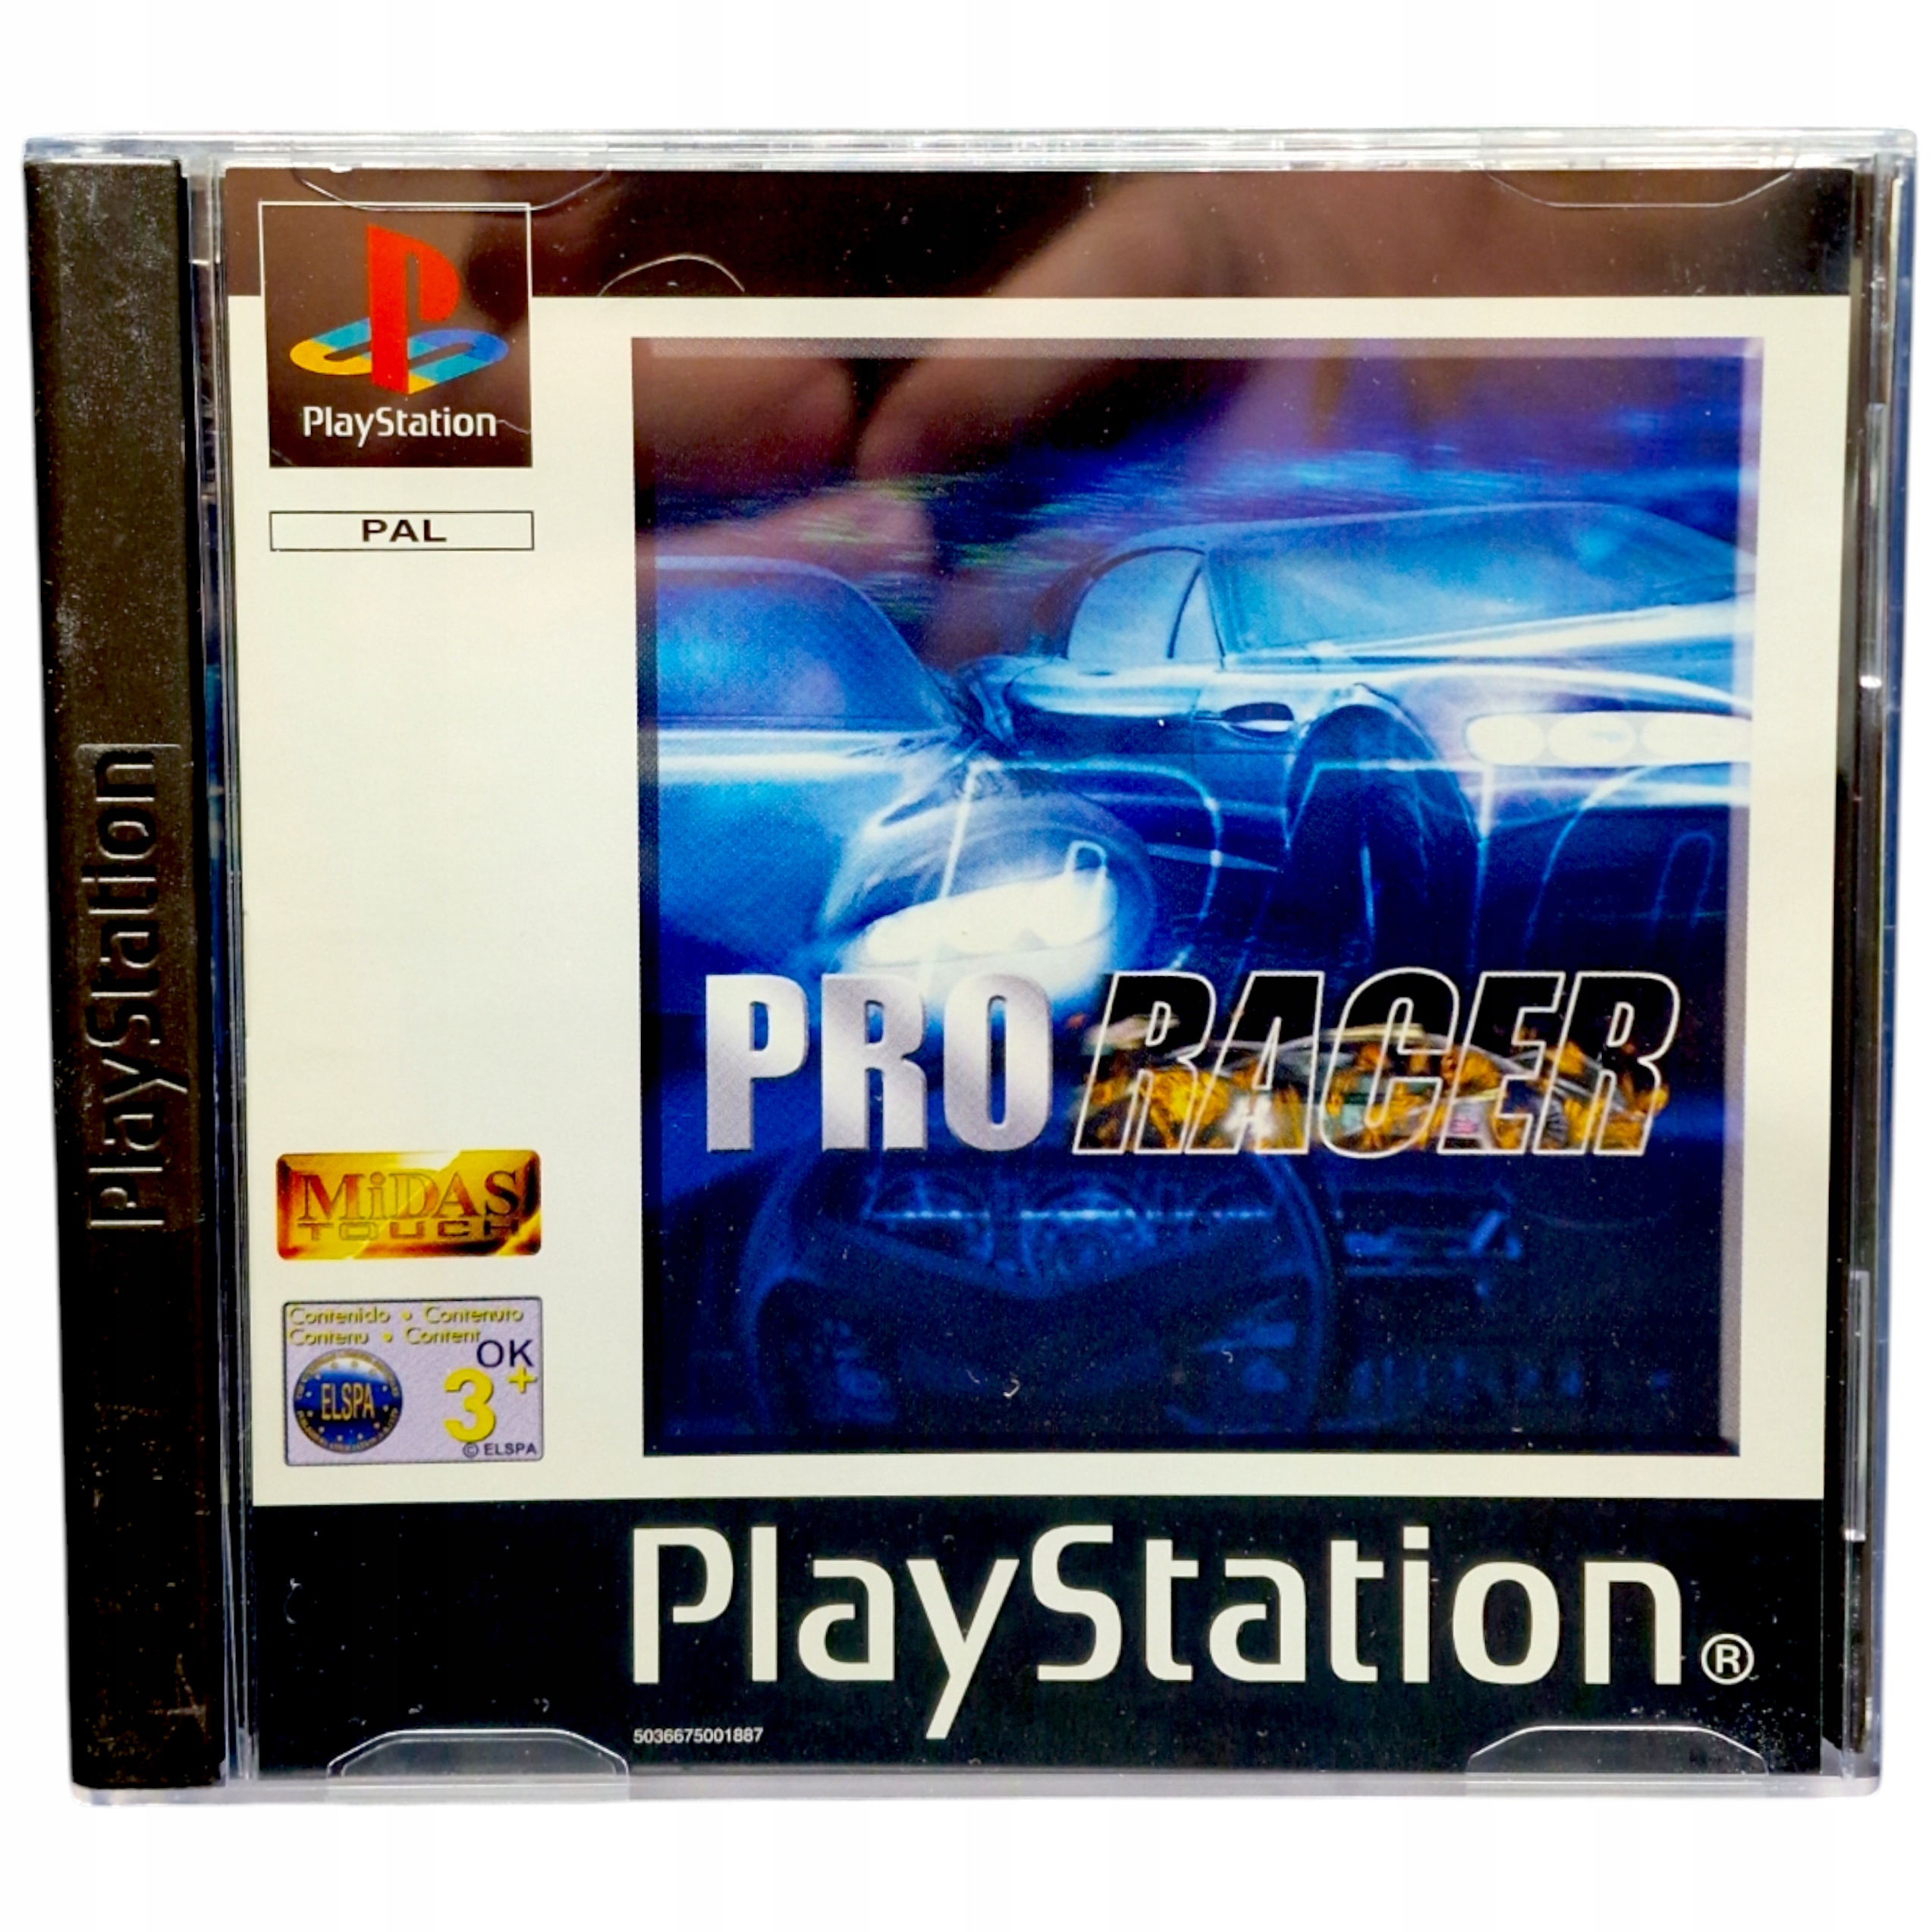 PlayStation
PlayStation
PAL
PRO RACER
MiDAS
TOUCH
Contenido • Contenuto
Contenu • Content
OK
3+
ELSPA
© ELSPA
PlayStation®
5036675001887